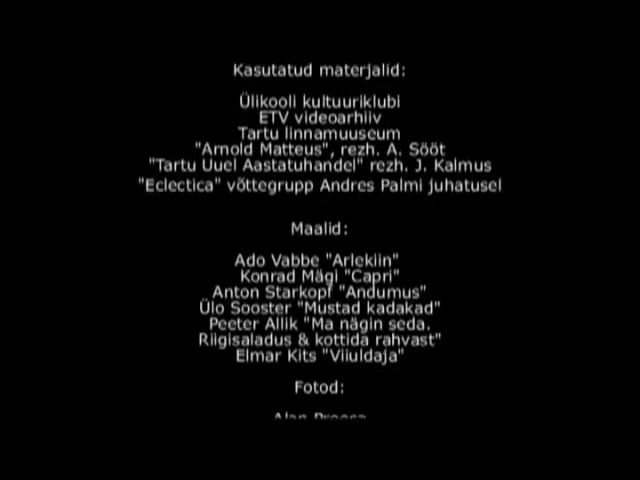 Kasutatud materjalid:
Ülikooli kultuuriklubi
ETV videoarhiiv
Tartu linnamuuseum
"Arnold Matteus", rezh. A. Sööt
"Tartu Uuel Aastatuhandel" rezh. J. Kalmus
"Eclectica" võttegrupp Andres Palmi juhatusel
Maalid:
Ado Vabbe "Arlekiin"
Konrad Mägi "Capri"
Anton Starkopf "Andumus"
Ülo Sooster "Mustad kadakad"
Peeter Allik "Ma nägin seda,
Riigisaladus & kottida rahvast"
Elmar Kits "Viiuldaja"
Fotod:
Alan